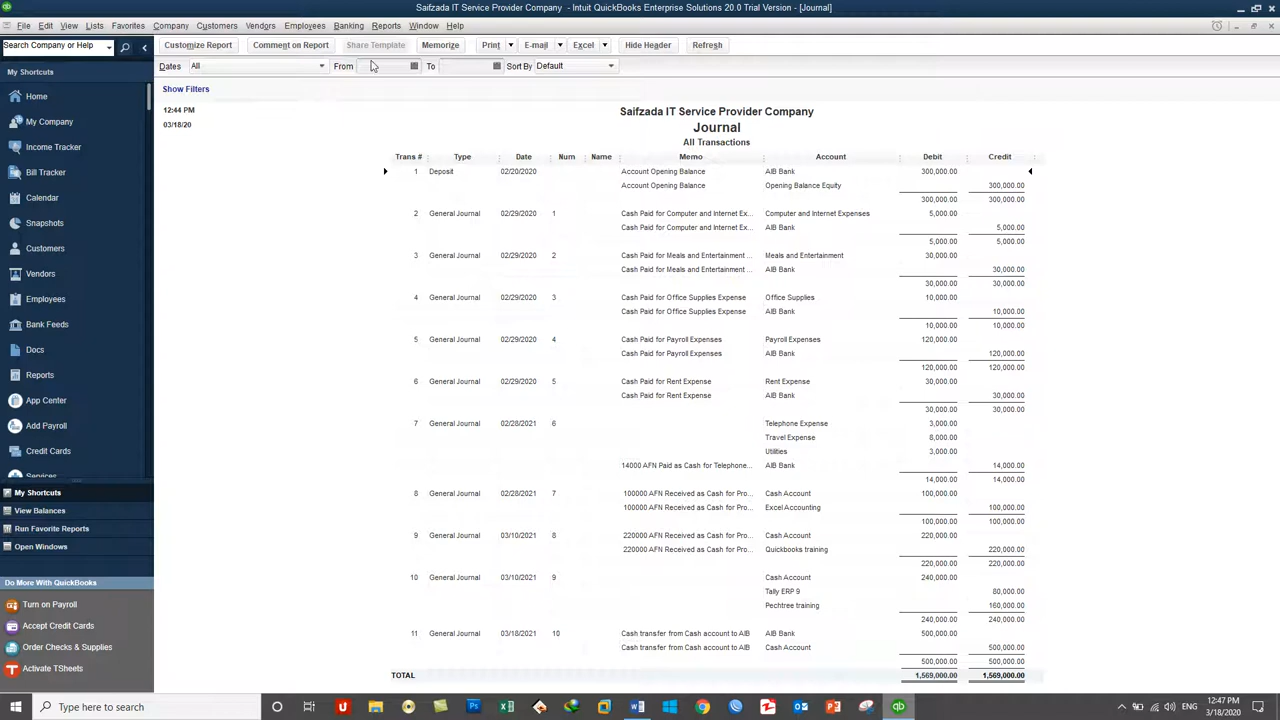 Saifzada IT Service Provider Company - Intuit QuickBooks Enterprise Solutions 20.0 Trial Version - [Journal]
File Edit View Lists Favorites Company Customers Vendors Employees Banking Reports Window Help
Search Company or Help
Customize Report Comment on Report Share Template Memorize Print E-mail Excel Hide Header Refresh
My Shortcuts
Dates All From To Sort By Default
Show Filters
Home
My Company
Income Tracker
Bill Tracker
Calendar
Snapshots
Customers
Vendors
Employees
Bank Feeds
Docs
Reports
App Center
Add Payroll
Credit Cards
Services
My Shortcuts
View Balances
Run Favorite Reports
Open Windows
Do More With QuickBooks
Turn on Payroll
Accept Credit Cards
Order Checks & Supplies
Activate TSheets
12:44 PM
03/18/20
Saifzada IT Service Provider Company
Journal
All Transactions
Trans # Type Date Num Name Memo Account Debit Credit
1 Deposit 02/20/2020 Account Opening Balance AIB Bank 300,000.00
Account Opening Balance Opening Balance Equity 300,000.00
300,000.00 300,000.00
2 General Journal 02/29/2020 1 Cash Paid for Computer and Internet Ex... Computer and Internet Expenses 5,000.00
Cash Paid for Computer and Internet Ex... AIB Bank 5,000.00
5,000.00 5,000.00
3 General Journal 02/29/2020 2 Cash Paid for Meals and Entertainment ... Meals and Entertainment 30,000.00
Cash Paid for Meals and Entertainment ... AIB Bank 30,000.00
30,000.00 30,000.00
4 General Journal 02/29/2020 3 Cash Paid for Office Supplies Expense Office Supplies 10,000.00
Cash Paid for Office Supplies Expense AIB Bank 10,000.00
10,000.00 10,000.00
5 General Journal 02/29/2020 4 Cash Paid for Payroll Expenses Payroll Expenses 120,000.00
Cash Paid for Payroll Expenses AIB Bank 120,000.00
120,000.00 120,000.00
6 General Journal 02/29/2020 5 Cash Paid for Rent Expense Rent Expense 30,000.00
Cash Paid for Rent Expense AIB Bank 30,000.00
30,000.00 30,000.00
7 General Journal 02/28/2021 6 Telephone Expense 3,000.00
Travel Expense 8,000.00
Utilities 3,000.00
14000 AFN Paid as Cash for Telephone... AIB Bank 14,000.00
14,000.00 14,000.00
8 General Journal 02/28/2021 7 100000 AFN Received as Cash for Pro... Cash Account 100,000.00
100000 AFN Received as Cash for Pro... Excel Accounting 100,000.00
100,000.00 100,000.00
9 General Journal 03/10/2021 8 220000 AFN Received as Cash for Pro... Cash Account 220,000.00
220000 AFN Received as Cash for Pro... Quickbooks training 220,000.00
220,000.00 220,000.00
10 General Journal 03/10/2021 9 Cash Account 240,000.00
Tally ERP 9 80,000.00
Pechtree training 160,000.00
240,000.00 240,000.00
11 General Journal 03/18/2021 10 Cash transfer from Cash account to AIB AIB Bank 500,000.00
Cash transfer from Cash account to AIB Cash Account 500,000.00
500,000.00 500,000.00
TOTAL 1,569,000.00 1,569,000.00
Type here to search
12:47 PM
3/18/2020